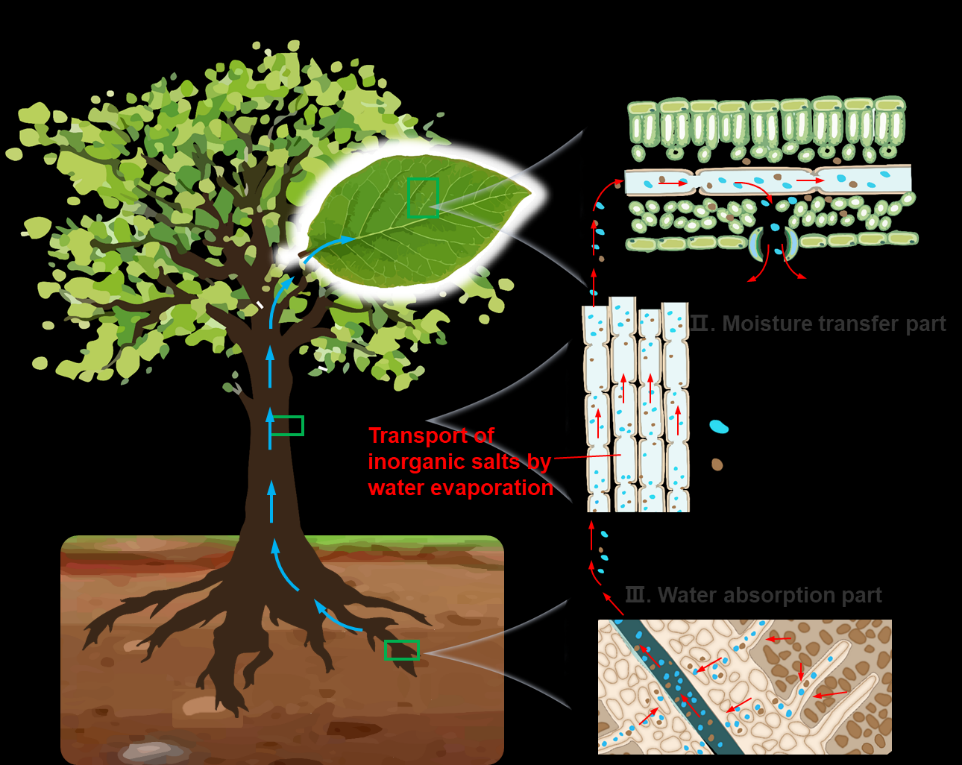 Ⅱ. Moisture transfer part
Transport of
inorganic salts by
water evaporation
Ⅲ. Water absorption part